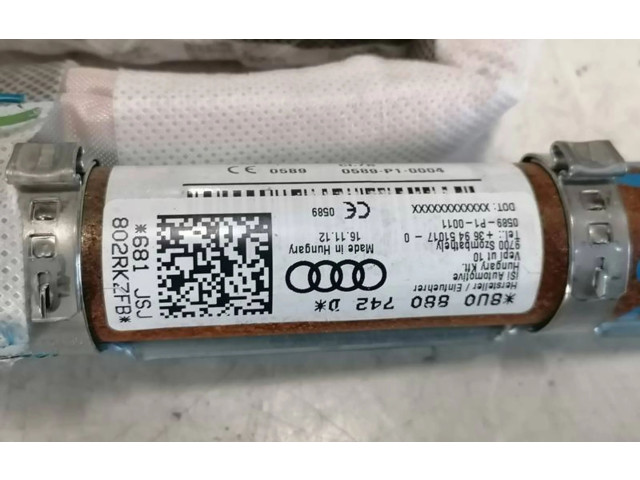 *8U0 880 742 D*
Hersteller / Einfuehrer
iSi Automotive
Hungary Kft.
Vepi ut 10
9700 Szombathely
Tel.: +36 94 51017 - 0
0589-P1-0011
DOT: XXXXXXXXXXX
Made in Hungary
16.11.12
CE 0589
*681 JSJ
802RKZFB*
CE 0589 0589-P1-0004